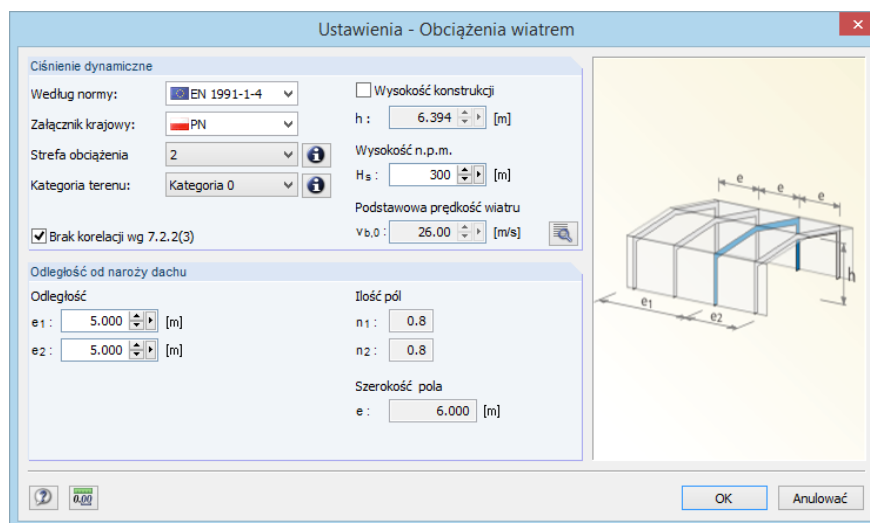 Ustawienia - Obciążenia wiatrem
Ciśnienie dynamiczne
Według normy: EN 1991-1-4
Załącznik krajowy: PN
Strefa obciążenia 2
Kategoria terenu: Kategoria 0
Brak korelacji wg 7.2.2(3)
Wysokość konstrukcji
h : 6.394 [m]
Wysokość n.p.m.
Hs : 300 [m]
Podstawowa prędkość wiatru
vb,0 : 26.00 [m/s]
Odległość od naroży dachu
Odległość
e1 : 5.000 [m]
e2 : 5.000 [m]
Ilość pól
n1 : 0.8
n2 : 0.8
Szerokość pola
e : 6.000 [m]
e e e
h
e1
e2
0.00
OK Anulować